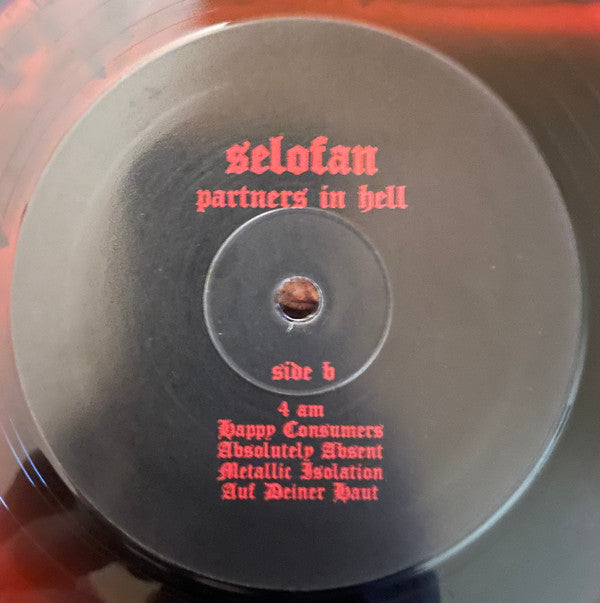 selofan
partners in hell
side b
4 am
Happy Consumers
Absolutely Absent
Metallic Isolation
Auf Deiner Haut